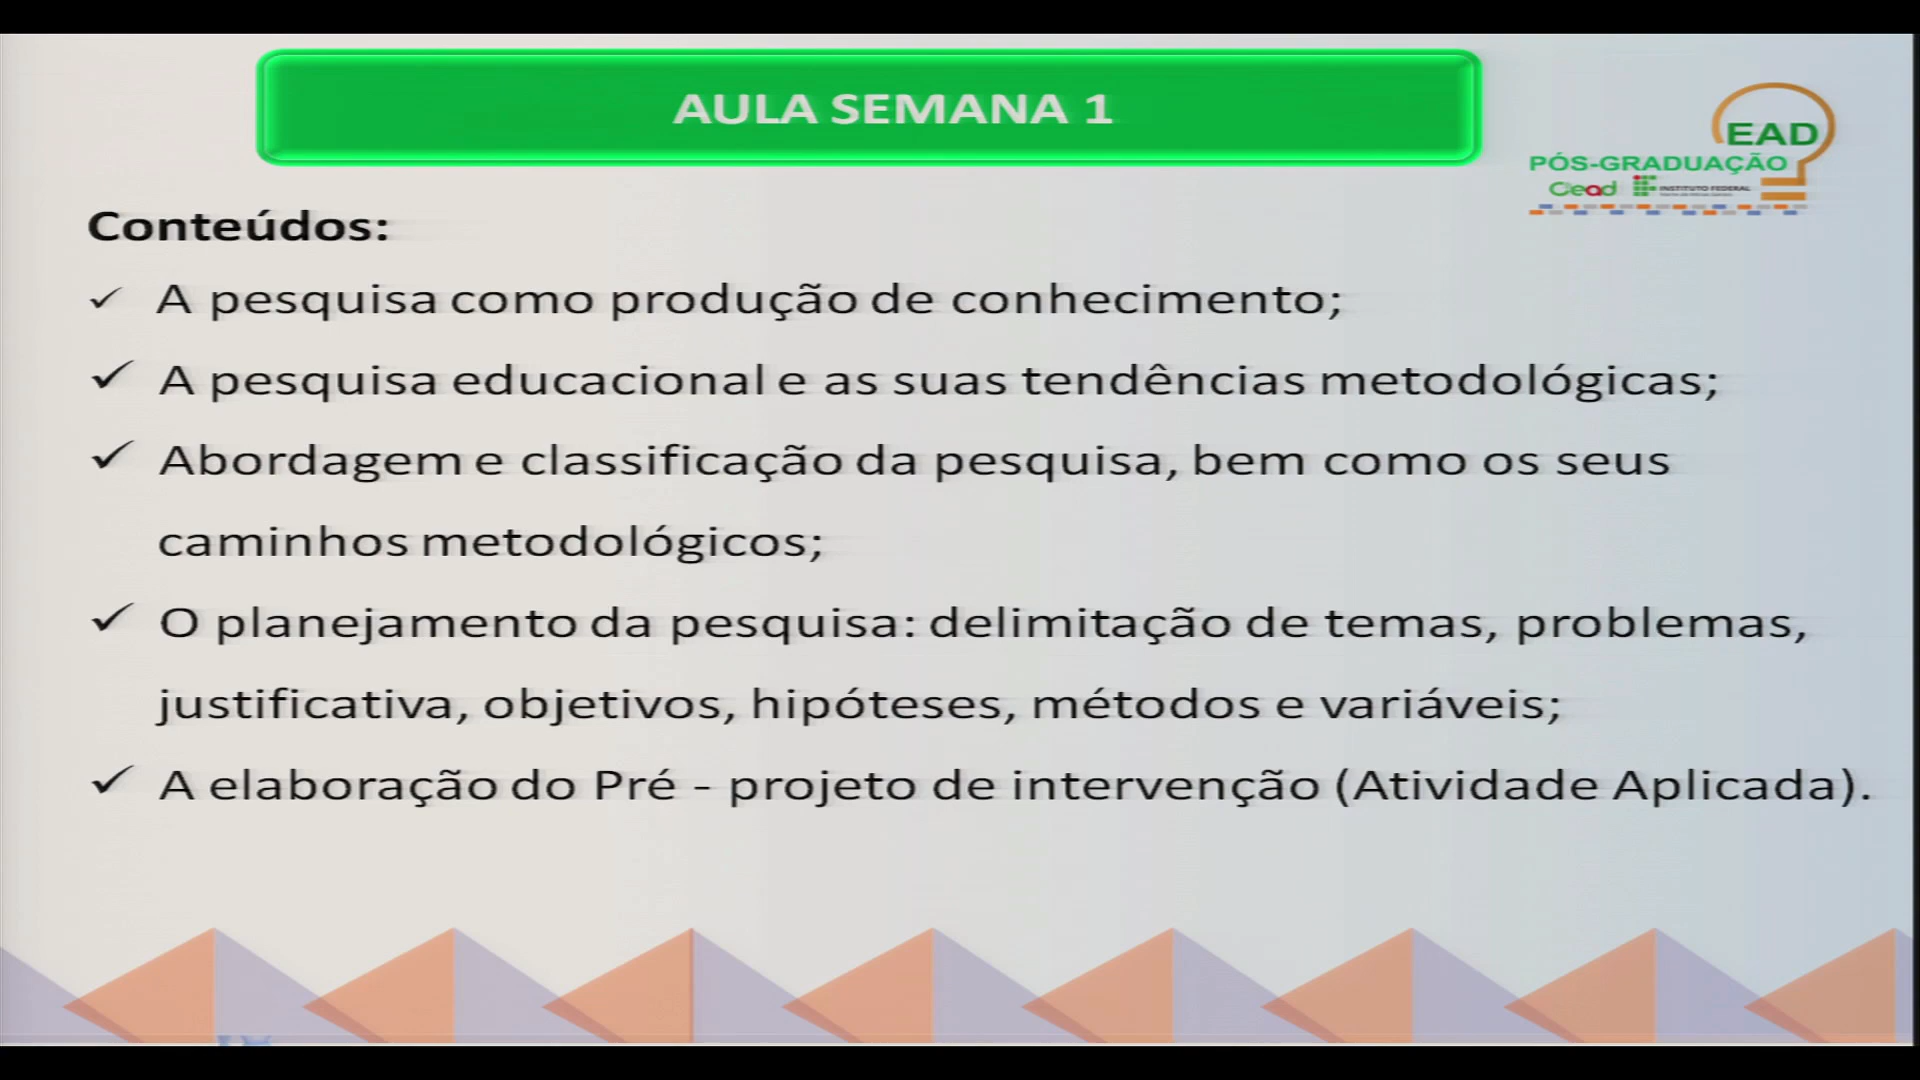 AULA SEMANA 1
EAD
PÓS-GRADUAÇÃO
Cead INSTITUTO FEDERAL
Conteúdos:
✓ A pesquisa como produção de conhecimento;
✓ A pesquisa educacional e as suas tendências metodológicas;
✓ Abordagem e classificação da pesquisa, bem como os seus
caminhos metodológicos;
✓ O planejamento da pesquisa: delimitação de temas, problemas,
justificativa, objetivos, hipóteses, métodos e variáveis;
✓ A elaboração do Pré - projeto de intervenção (Atividade Aplicada).